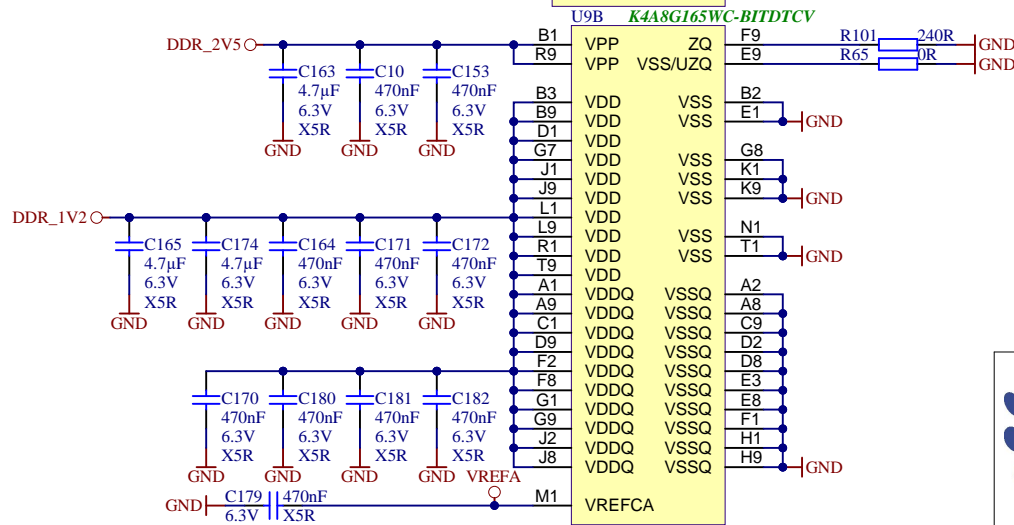 U9B K4A8G165WC-BITDTCV
DDR_2V5 B1 VPP ZQ F9 R101 240R GND
R9 VPP VSS/UZQ E9 R65 0R GND
C163 C10 C153
4.7µF 470nF 470nF
6.3V 6.3V 6.3V
X5R X5R X5R
GND GND GND
B3 VDD VSS B2
B9 VDD VSS E1 GND
D1 VDD
G7 VDD VSS G8
J1 VDD VSS K1
J9 VDD VSS K9 GND
DDR_1V2 L1 VDD
L9 VDD VSS N1
R1 VDD VSS T1 GND
T9 VDD
C165 C174 C164 C171 C172
4.7µF 4.7µF 470nF 470nF 470nF
6.3V 6.3V 6.3V 6.3V 6.3V
X5R X5R X5R X5R X5R
GND GND GND GND GND
A1 VDDQ VSSQ A2
A9 VDDQ VSSQ A8
C1 VDDQ VSSQ C9
D9 VDDQ VSSQ D2
F2 VDDQ VSSQ D8
F8 VDDQ VSSQ E3
G1 VDDQ VSSQ E8
G9 VDDQ VSSQ F1
J2 VDDQ VSSQ H1
J8 VDDQ VSSQ H9 GND
C170 C180 C181 C182
470nF 470nF 470nF 470nF
6.3V 6.3V 6.3V 6.3V
X5R X5R X5R X5R
GND GND GND GND
VREFA
GND C179 470nF M1 VREFCA
6.3V X5R